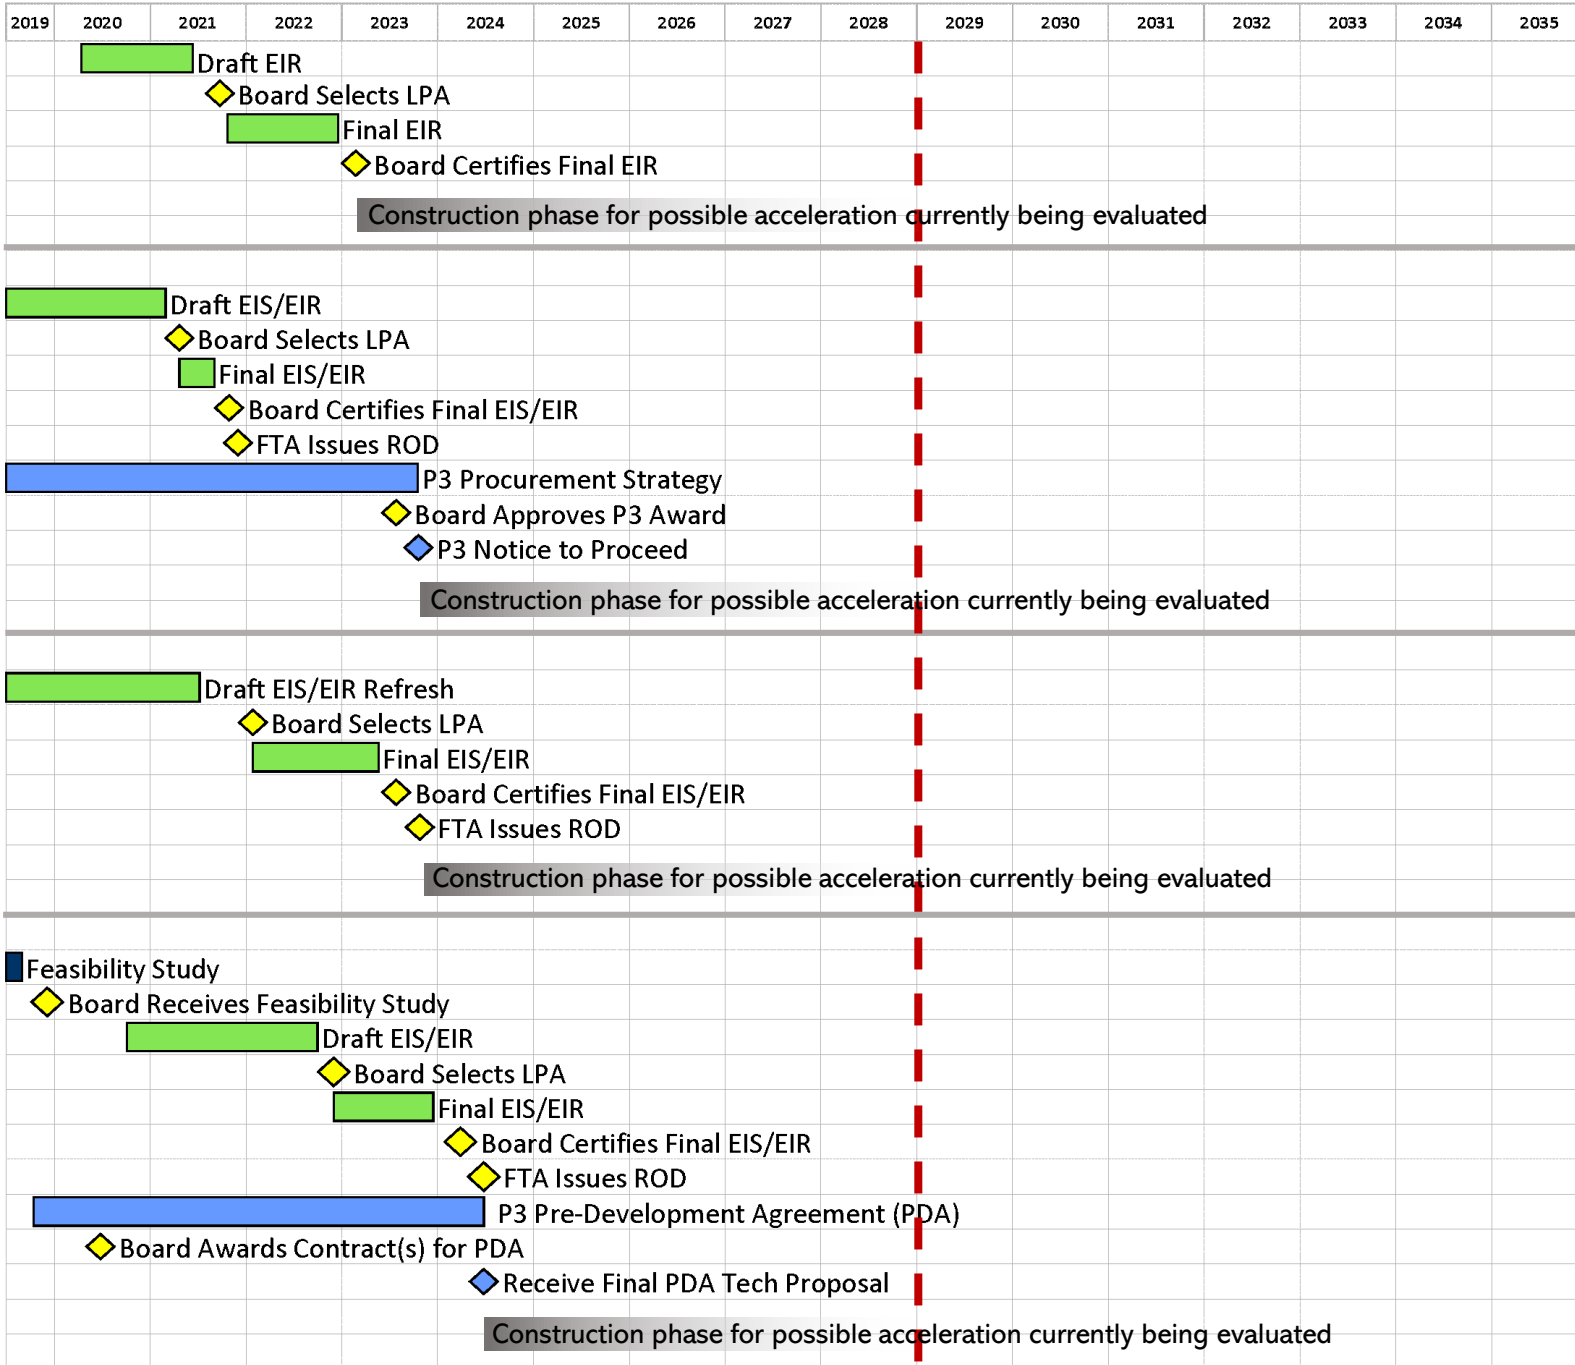 2019 2020 2021 2022 2023 2024 2025 2026 2027 2028 2029 2030 2031 2032 2033 2034 2035
Draft EIR
Board Selects LPA
Final EIR
Board Certifies Final EIR
Construction phase for possible acceleration currently being evaluated
Draft EIS/EIR
Board Selects LPA
Final EIS/EIR
Board Certifies Final EIS/EIR
FTA Issues ROD
P3 Procurement Strategy
Board Approves P3 Award
P3 Notice to Proceed
Construction phase for possible acceleration currently being evaluated
Draft EIS/EIR Refresh
Board Selects LPA
Final EIS/EIR
Board Certifies Final EIS/EIR
FTA Issues ROD
Construction phase for possible acceleration currently being evaluated
Feasibility Study
Board Receives Feasibility Study
Draft EIS/EIR
Board Selects LPA
Final EIS/EIR
Board Certifies Final EIS/EIR
FTA Issues ROD
P3 Pre-Development Agreement (PDA)
Board Awards Contract(s) for PDA
Receive Final PDA Tech Proposal
Construction phase for possible acceleration currently being evaluated